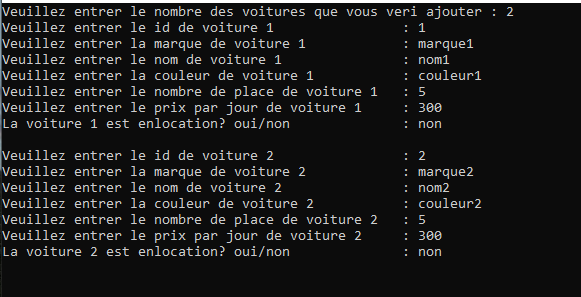 Veuillez entrer le nombre des voitures que vous veri ajouter : 2
Veuillez entrer le id de voiture 1 : 1
Veuillez entrer la marque de voiture 1 : marque1
Veuillez entrer le nom de voiture 1 : nom1
Veuillez entrer la couleur de voiture 1 : couleur1
Veuillez entrer le nombre de place de voiture 1 : 5
Veuillez entrer le prix par jour de voiture 1 : 300
La voiture 1 est enlocation? oui/non : non
Veuillez entrer le id de voiture 2 : 2
Veuillez entrer la marque de voiture 2 : marque2
Veuillez entrer le nom de voiture 2 : nom2
Veuillez entrer la couleur de voiture 2 : couleur2
Veuillez entrer le nombre de place de voiture 2 : 5
Veuillez entrer le prix par jour de voiture 2 : 300
La voiture 2 est enlocation? oui/non : non